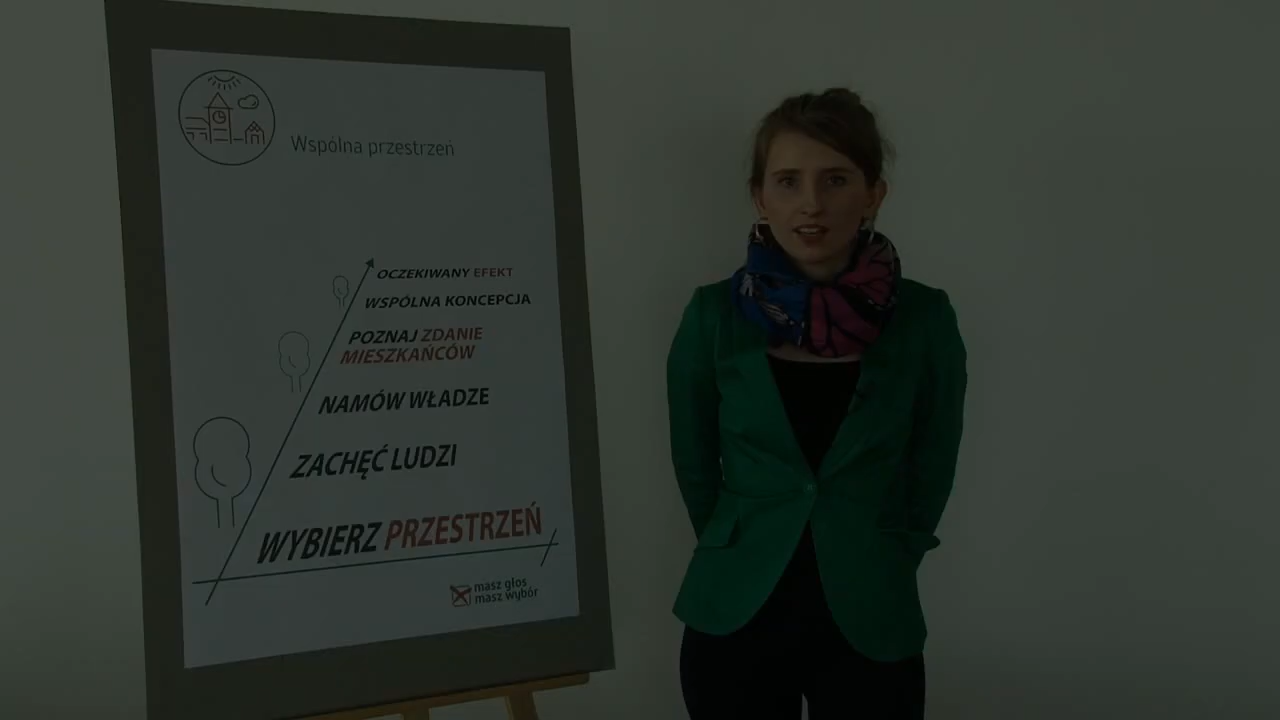 Wspólna przestrzeń
OCZEKIWANY EFEKT
WSPÓLNA KONCEPCJA
POZNAJ ZDANIE
MIESZKAŃCÓW
NAMÓW WŁADZE
ZACHĘĆ LUDZI
WYBIERZ PRZESTRZEŃ
masz głos
masz wybór